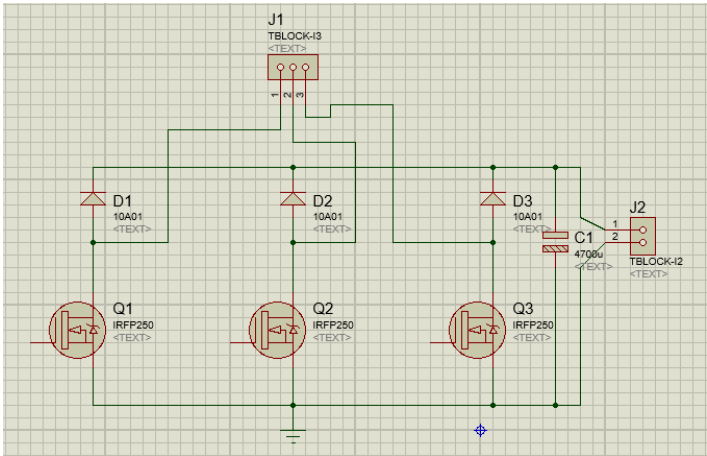 J1
TBLOCK-I3
<TEXT>
1
2
3
D1
10A01
<TEXT>
D2
10A01
<TEXT>
D3
10A01
<TEXT>
C1
4700u
<TEXT>
J2
1
2
TBLOCK-I2
<TEXT>
Q1
IRFP250
<TEXT>
Q2
IRFP250
<TEXT>
Q3
IRFP250
<TEXT>